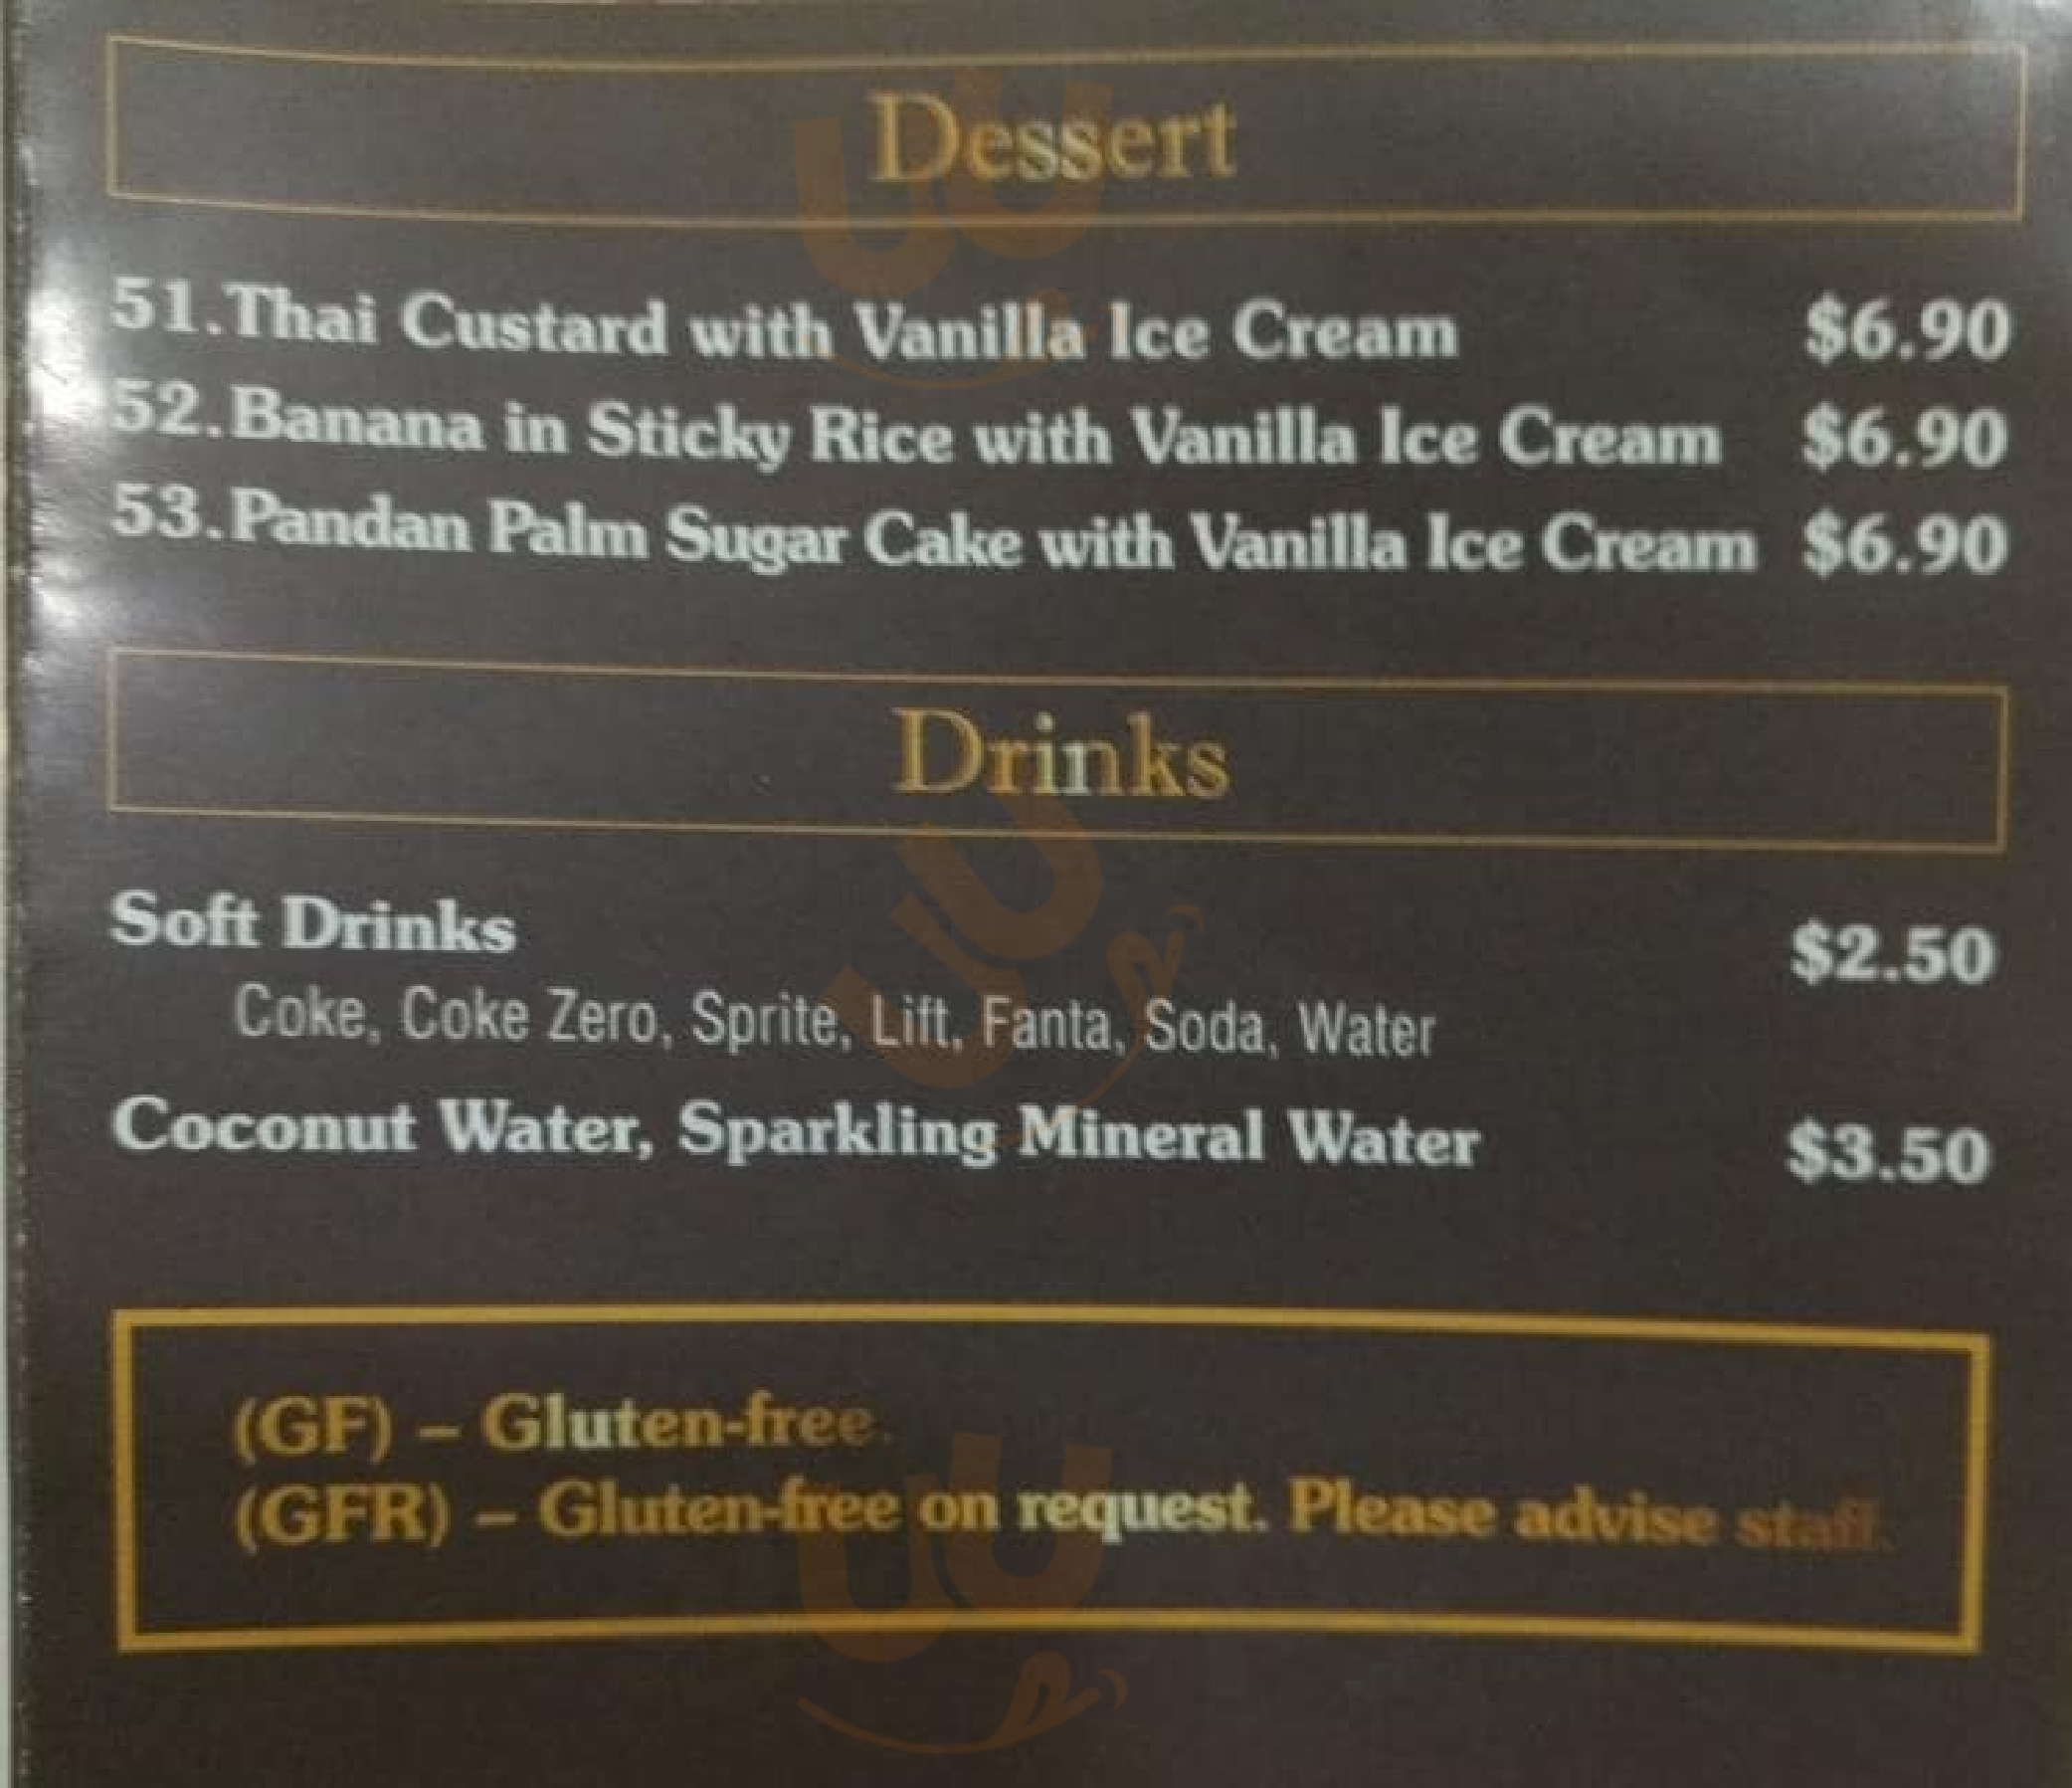 Dessert
51. Thai Custard with Vanilla Ice Cream $6.90
52. Banana in Sticky Rice with Vanilla Ice Cream $6.90
53. Pandan Palm Sugar Cake with Vanilla Ice Cream $6.90
Drinks
Soft Drinks $2.50
Coke, Coke Zero, Sprite, Lift, Fanta, Soda, Water
Coconut Water, Sparkling Mineral Water $3.50
(GF) – Gluten-free.
(GFR) – Gluten-free on request. Please advise staff.